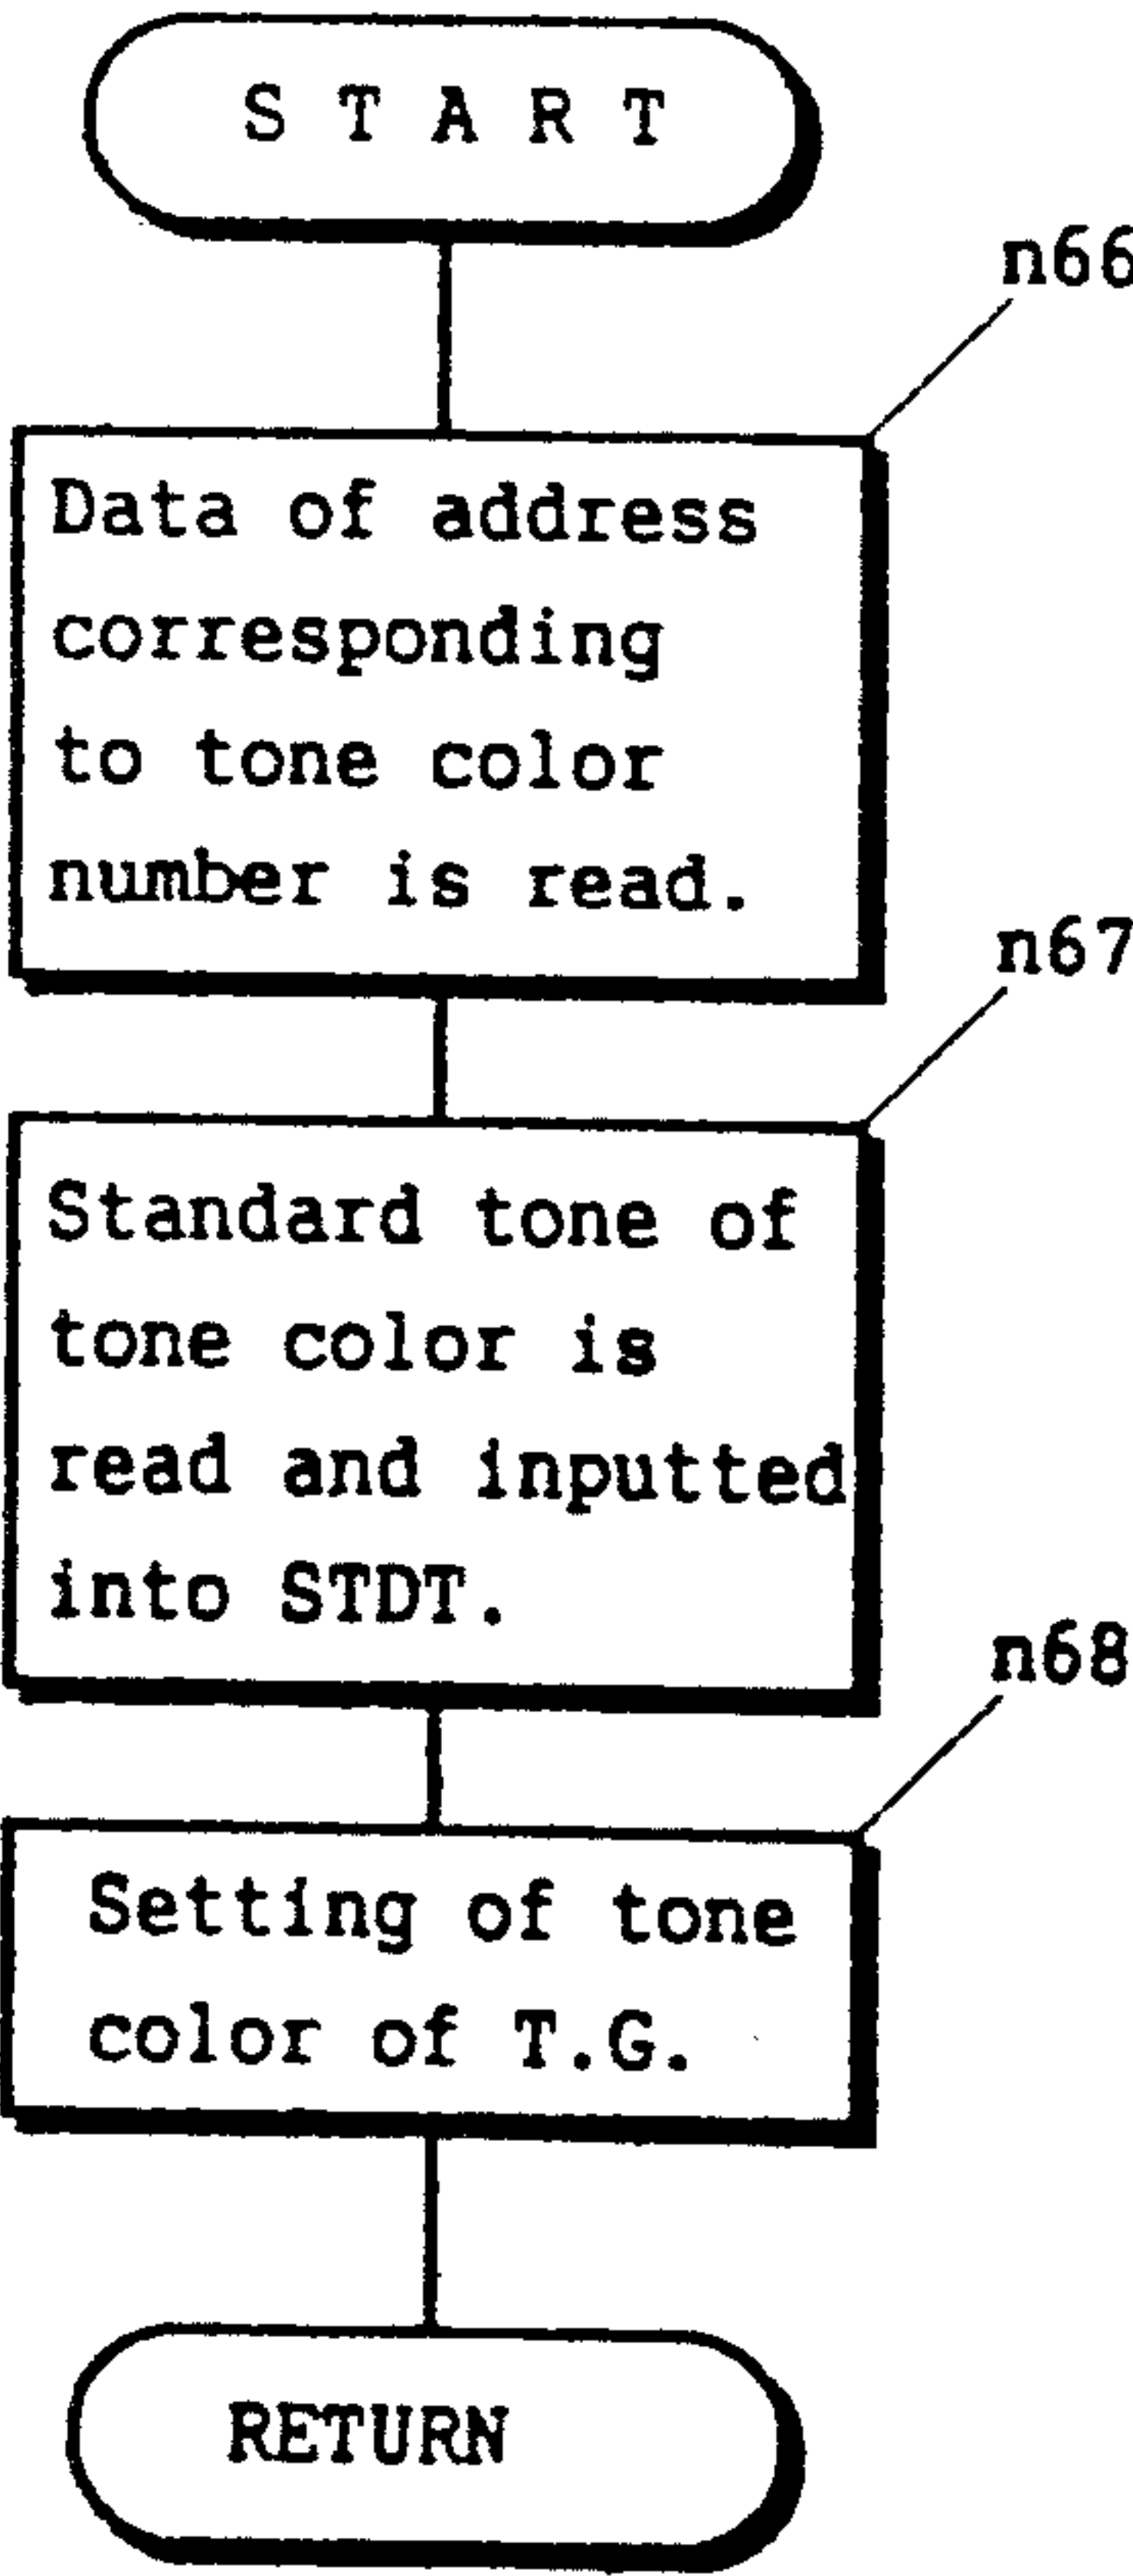 S T A R T
n66
Data of address
corresponding
to tone color
number is read.
n67
Standard tone of
tone color is
read and inputted
into STDT.
n68
Setting of tone
color of T.G.
RETURN